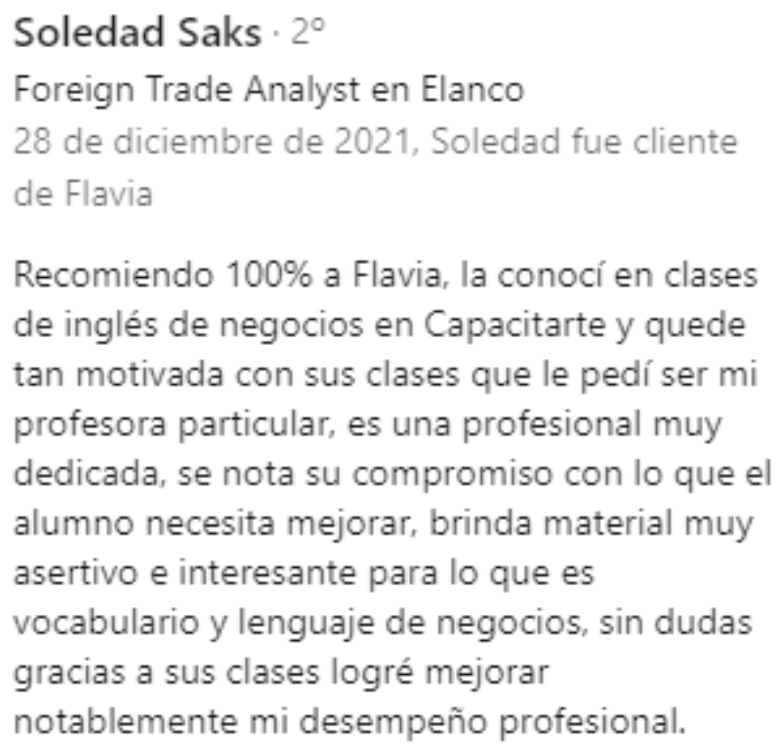 Soledad Saks · 2º
Foreign Trade Analyst en Elanco
28 de diciembre de 2021, Soledad fue cliente
de Flavia
Recomiendo 100% a Flavia, la conocí en clases
de inglés de negocios en Capacitarte y quede
tan motivada con sus clases que le pedí ser mi
profesora particular, es una profesional muy
dedicada, se nota su compromiso con lo que el
alumno necesita mejorar, brinda material muy
asertivo e interesante para lo que es
vocabulario y lenguaje de negocios, sin dudas
gracias a sus clases logré mejorar
notablemente mi desempeño profesional.